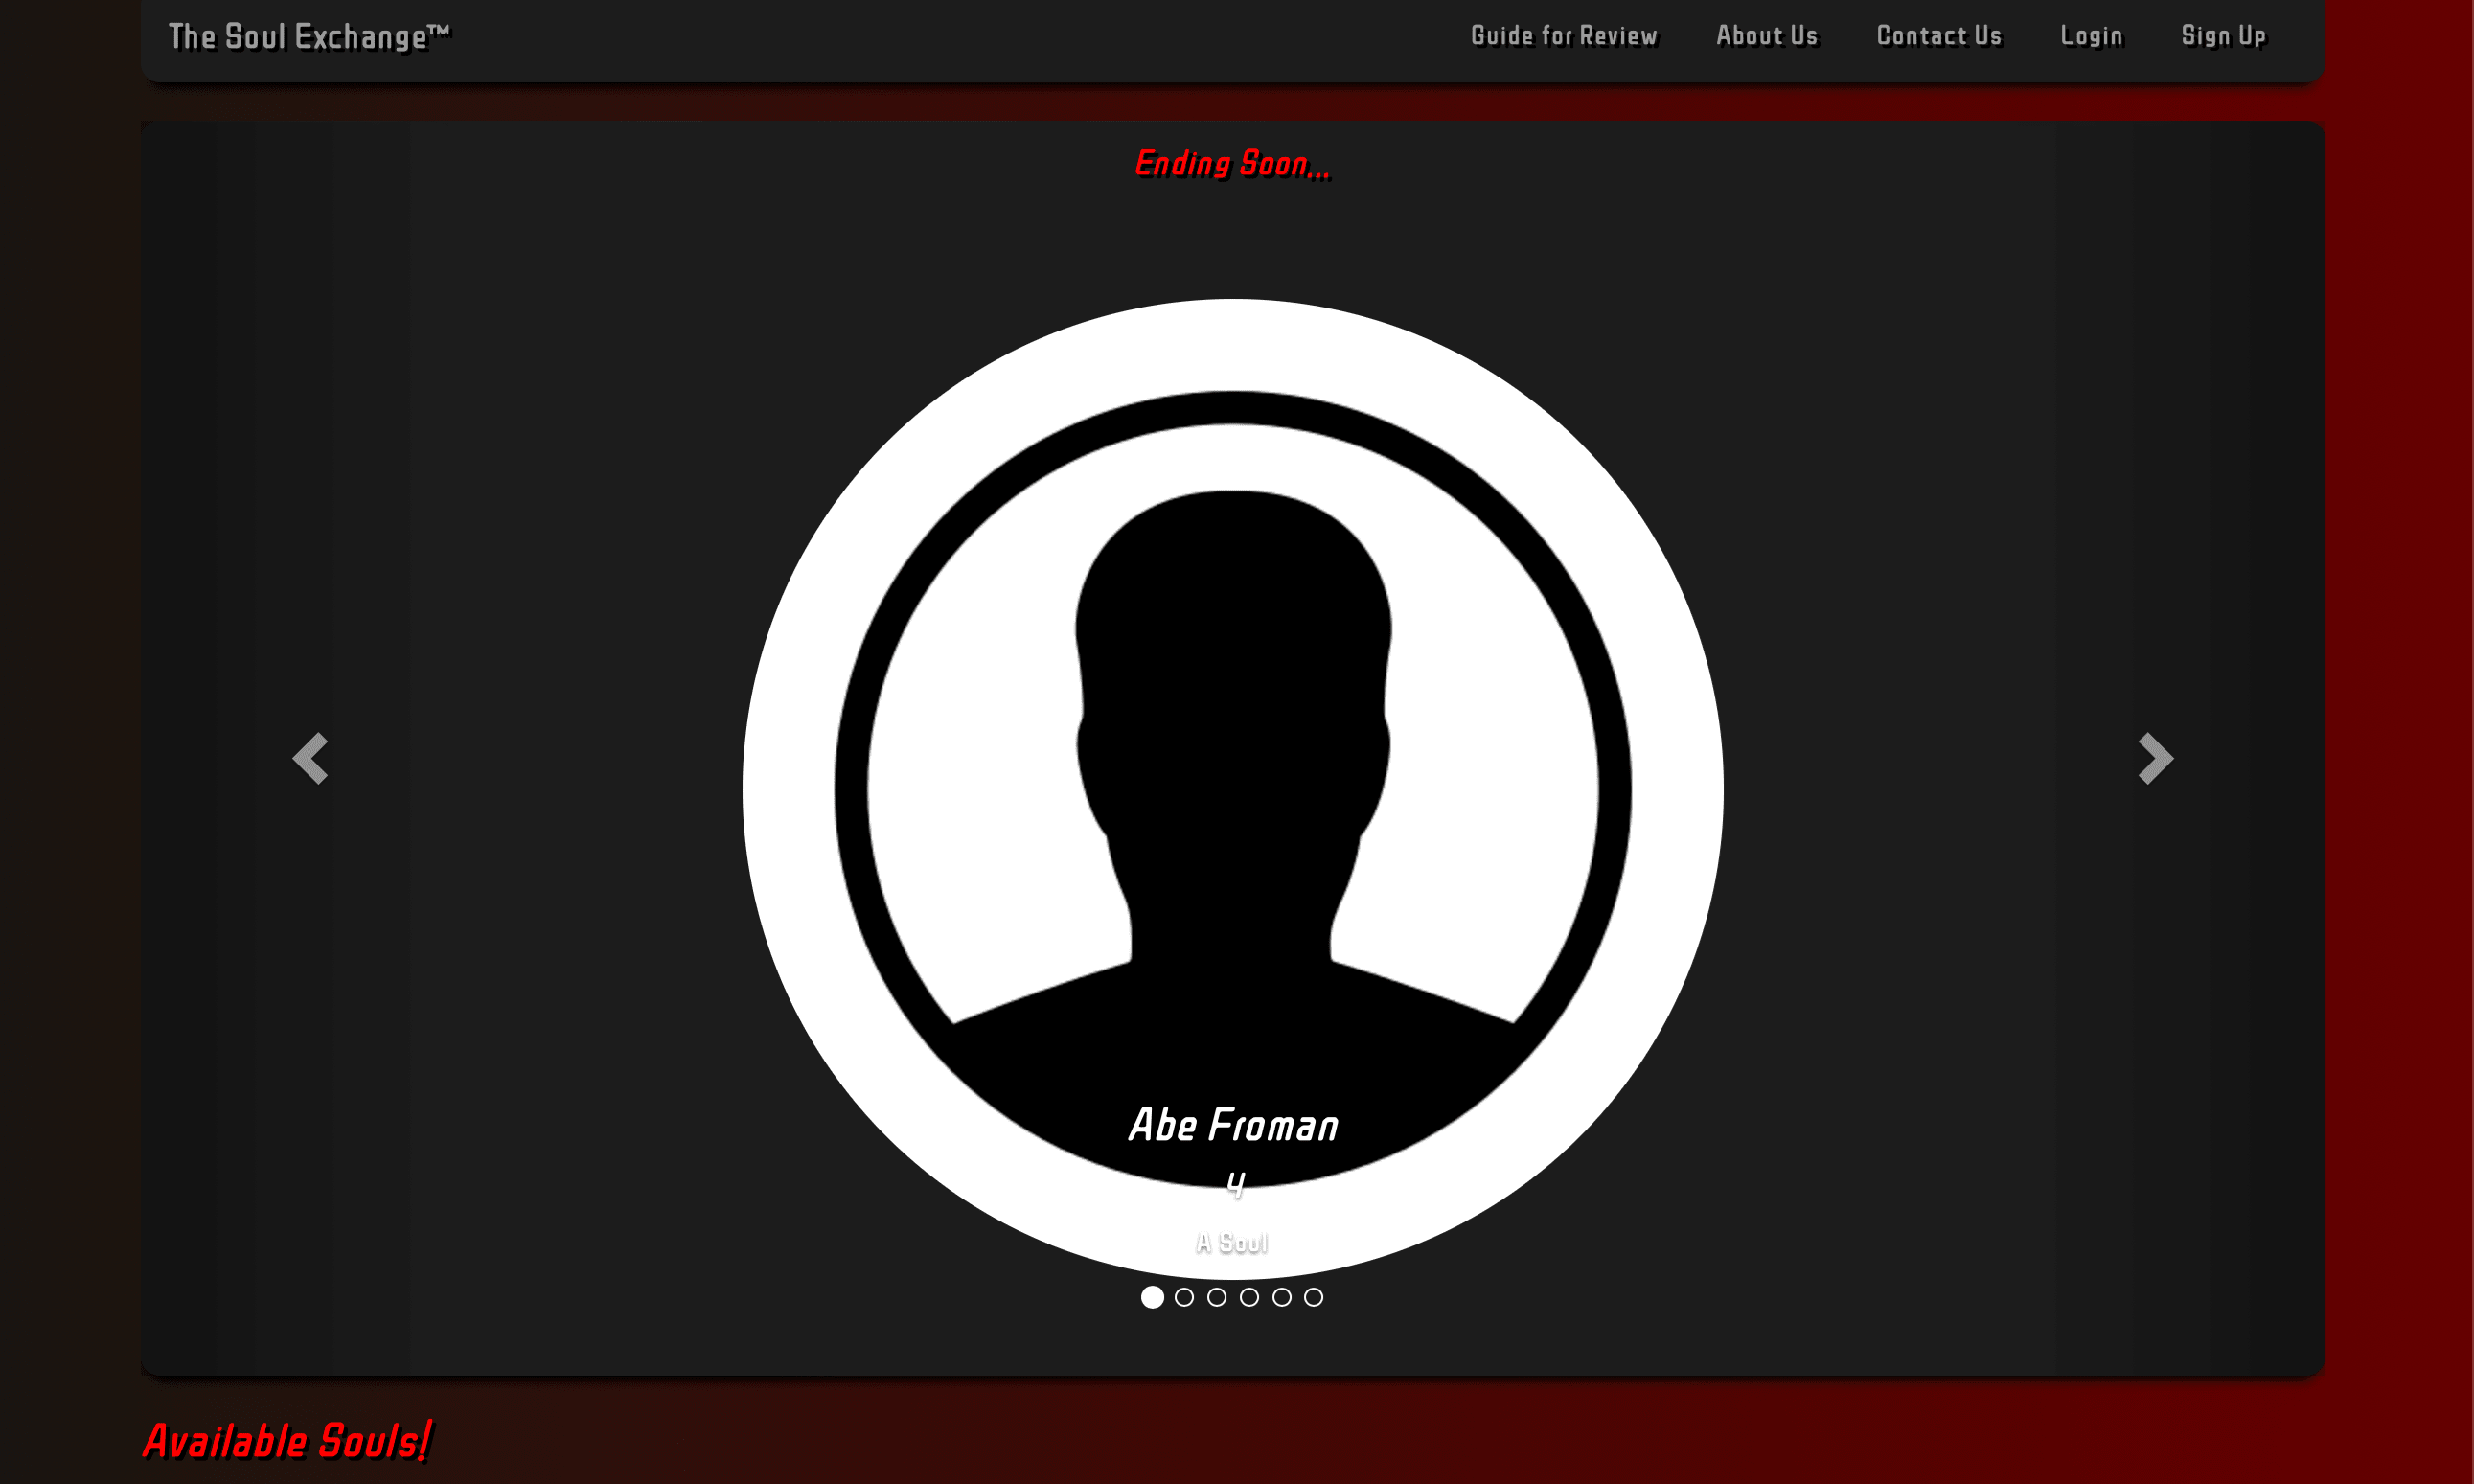 The Soul Exchange™
Guide for Review About Us Contact Us Login Sign Up
Ending Soon...
Abe Froman
4
A Soul
Available Souls!